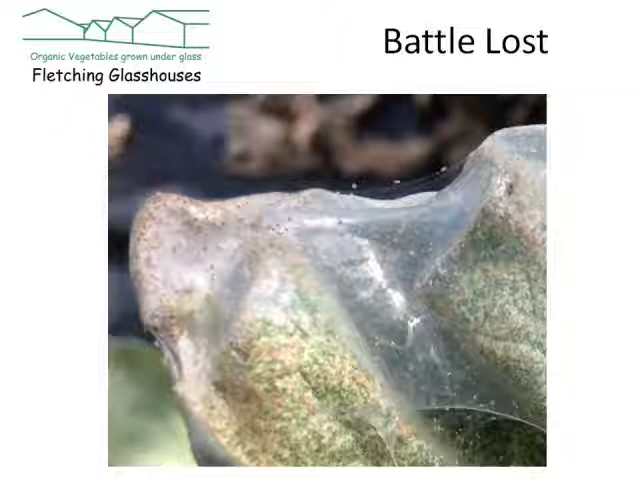 Battle Lost
Organic Vegetables grown under glass
Fletching Glasshouses